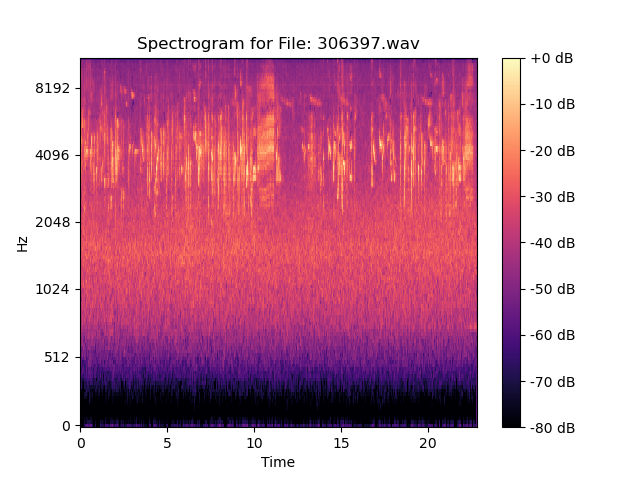 Spectrogram for File: 306397.wav
Hz
8192
4096
2048
1024
512
0
0 5 10 15 20
Time
+0 dB
-10 dB
-20 dB
-30 dB
-40 dB
-50 dB
-60 dB
-70 dB
-80 dB